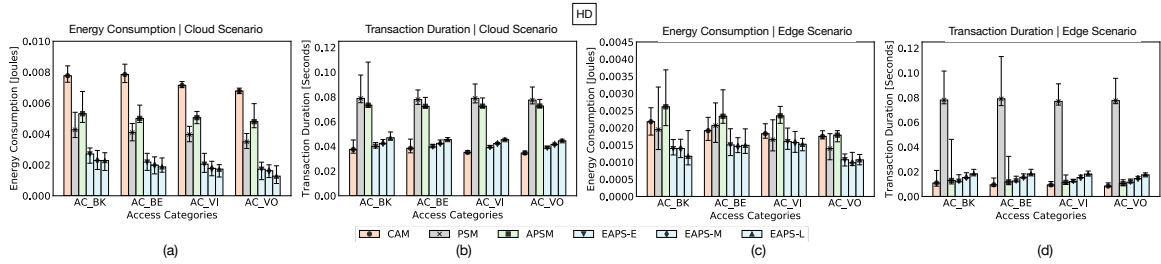 HD
Energy Consumption | Cloud Scenario
Energy Consumption [Joules]
0.010
0.008
0.006
0.004
0.002
0.000
AC_BK AC_BE AC_VI AC_VO
Access Categories
(a)
Transaction Duration | Cloud Scenario
Transaction Duration [Seconds]
0.12
0.10
0.08
0.06
0.04
0.02
0.00
AC_BK AC_BE AC_VI AC_VO
Access Categories
(b)
Energy Consumption | Edge Scenario
Energy Consumption [Joules]
0.0045
0.0040
0.0035
0.0030
0.0025
0.0020
0.0015
0.0010
0.0005
0.0000
AC_BK AC_BE AC_VI AC_VO
Access Categories
(c)
Transaction Duration | Edge Scenario
Transaction Duration [Seconds]
0.12
0.10
0.08
0.06
0.04
0.02
0.00
AC_BK AC_BE AC_VI AC_VO
Access Categories
(d)
CAM PSM APSM EAPS-E EAPS-M EAPS-L